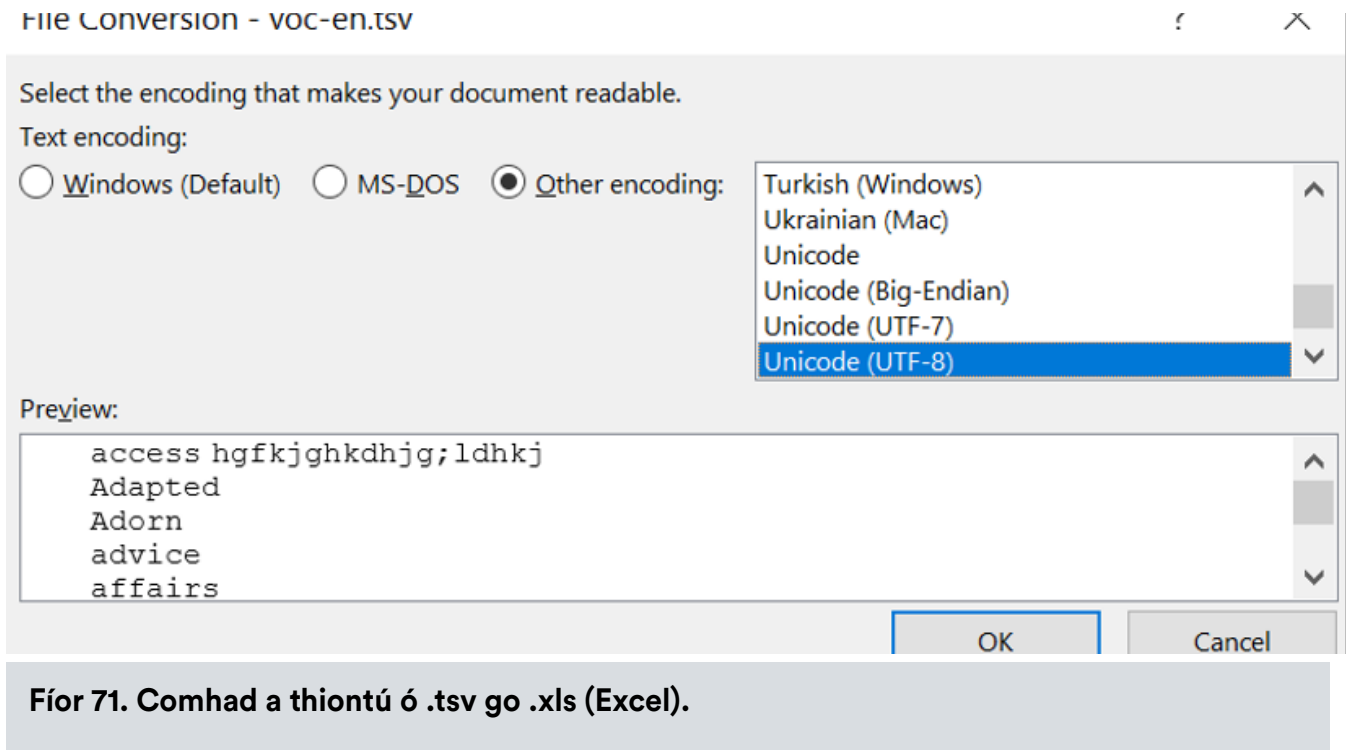 File Conversion - voc-en.tsv ? X
Select the encoding that makes your document readable.
Text encoding:
Windows (Default) MS-DOS Other encoding:
Turkish (Windows)
Ukrainian (Mac)
Unicode
Unicode (Big-Endian)
Unicode (UTF-7)
Unicode (UTF-8)
Preview:
access hgfkjghkdhjg;ldhkj
Adapted
Adorn
advice
affairs
OK Cancel
Fíor 71. Comhad a thiontú ó .tsv go .xls (Excel).